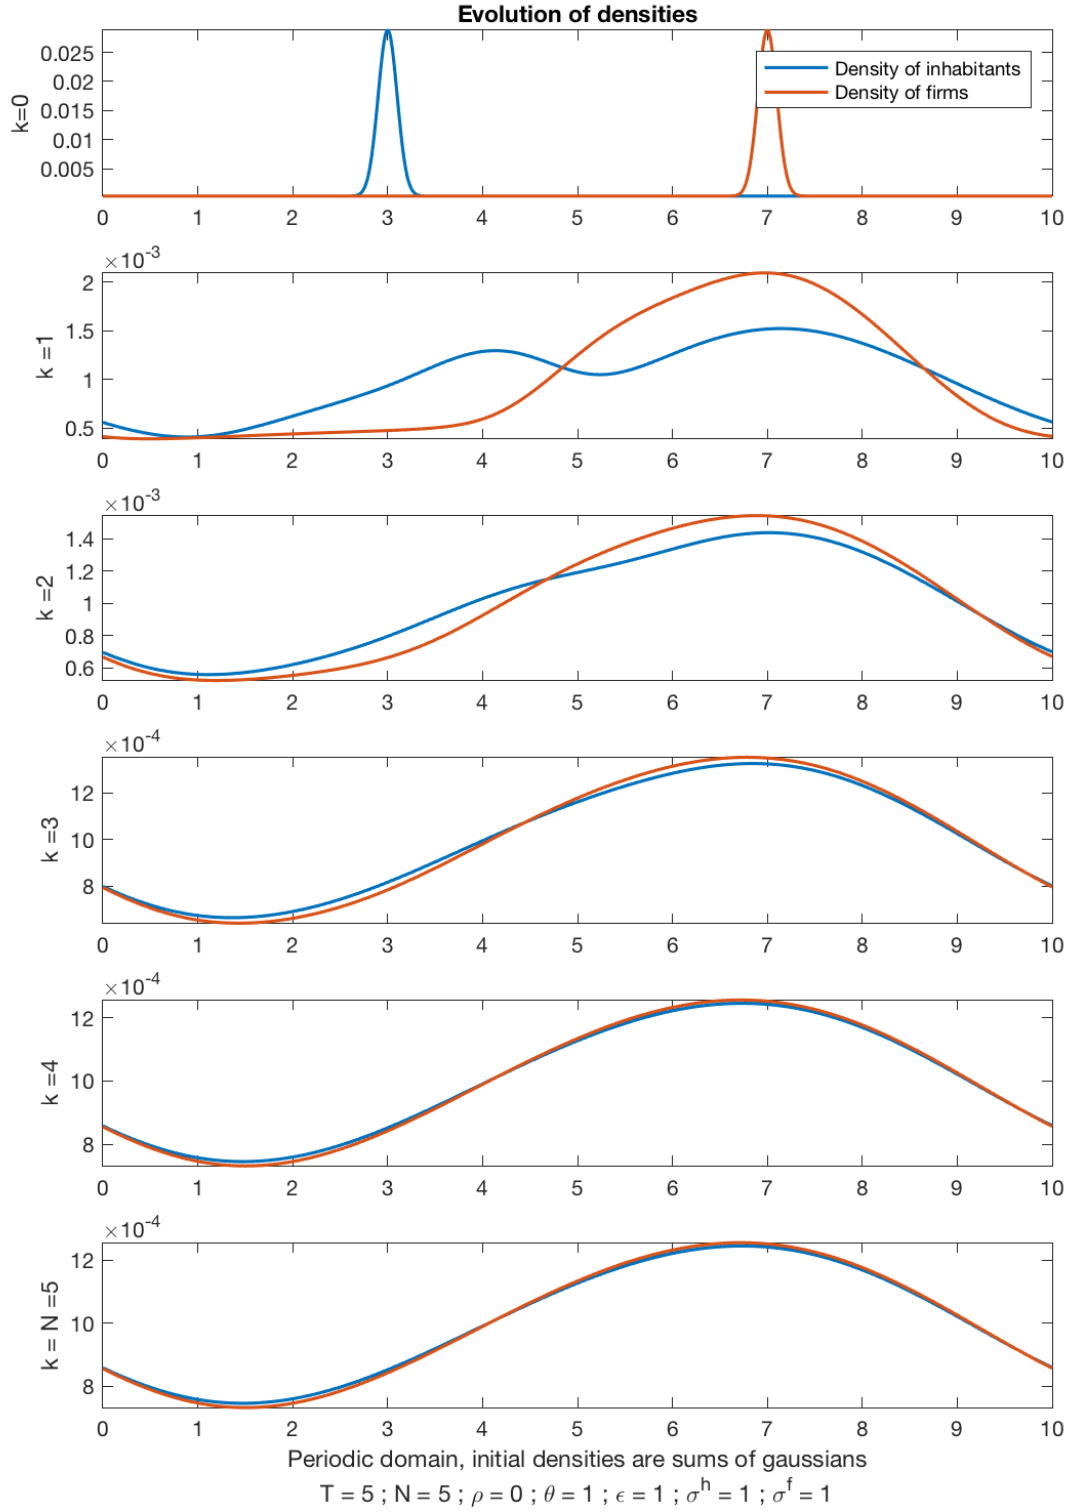 Evolution of densities
k=0
0.025
0.02
0.015
0.01
0.005
Density of inhabitants
Density of firms
0 1 2 3 4 5 6 7 8 9 10
×10⁻³
k =1
2
1.5
1
0.5
0 1 2 3 4 5 6 7 8 9 10
×10⁻³
k =2
1.4
1.2
1
0.8
0.6
0 1 2 3 4 5 6 7 8 9 10
×10⁻⁴
k =3
12
10
8
0 1 2 3 4 5 6 7 8 9 10
×10⁻⁴
k =4
12
10
8
0 1 2 3 4 5 6 7 8 9 10
×10⁻⁴
k = N =5
12
10
8
0 1 2 3 4 5 6 7 8 9 10
Periodic domain, initial densities are sums of gaussians
T = 5 ; N = 5 ; ρ = 0 ; θ = 1 ; ϵ = 1 ; σʰ = 1 ; σᶠ = 1